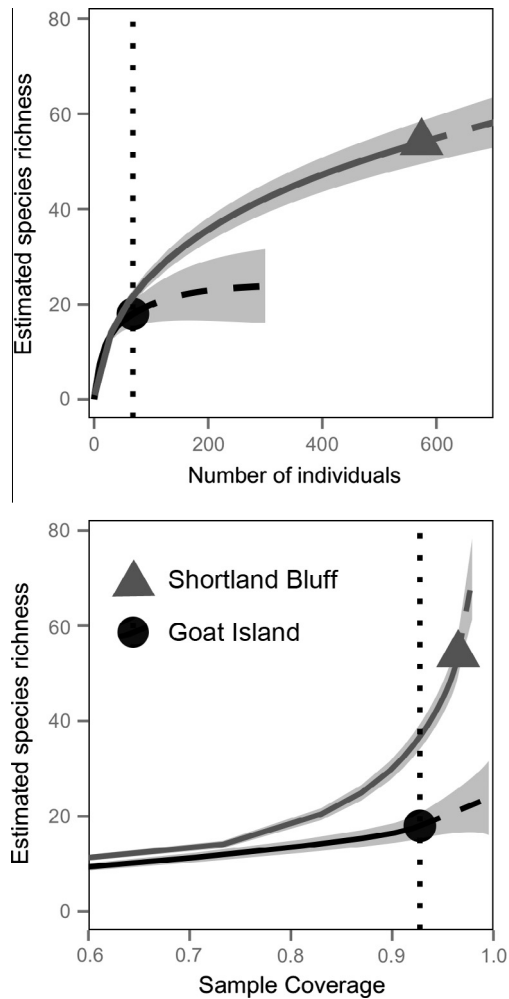 80
60
40
20
0
Estimated species richness
0 200 400 600
Number of individuals
80
60
40
20
0
Estimated species richness
Shortland Bluff
Goat Island
0.6 0.7 0.8 0.9 1.0
Sample Coverage